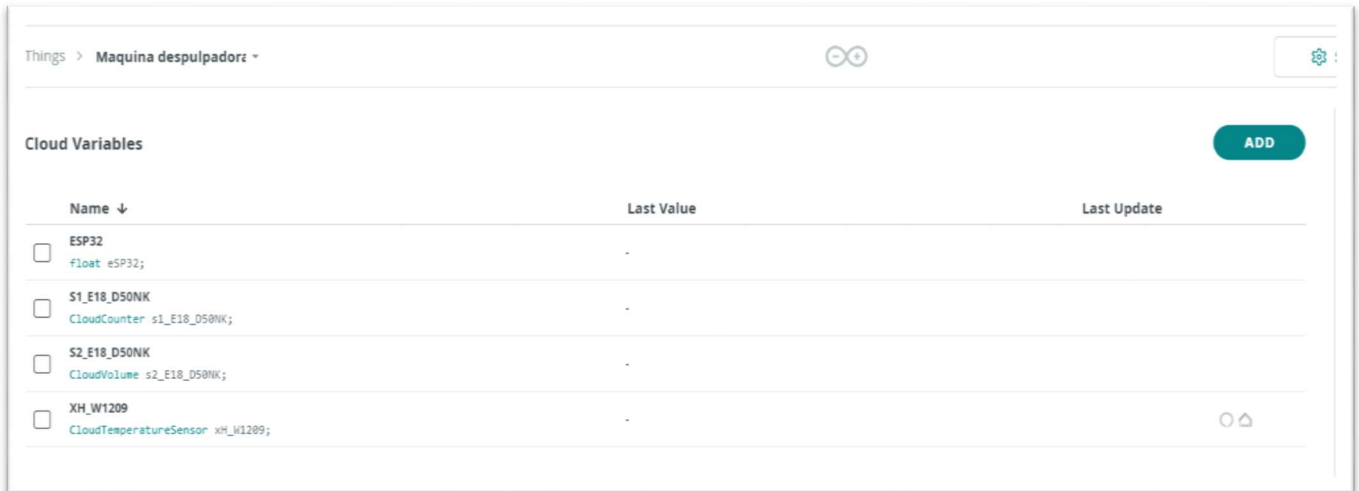 Things > Maquina despulpadora
Cloud Variables
ADD
Name ↓ Last Value Last Update
ESP32
float eSP32;
-
S1_E18_D50NK
CloudCounter s1_E18_D50NK;
-
S2_E18_D50NK
CloudVolume s2_E18_D50NK;
-
XH_W1209
CloudTemperatureSensor xH_W1209;
-